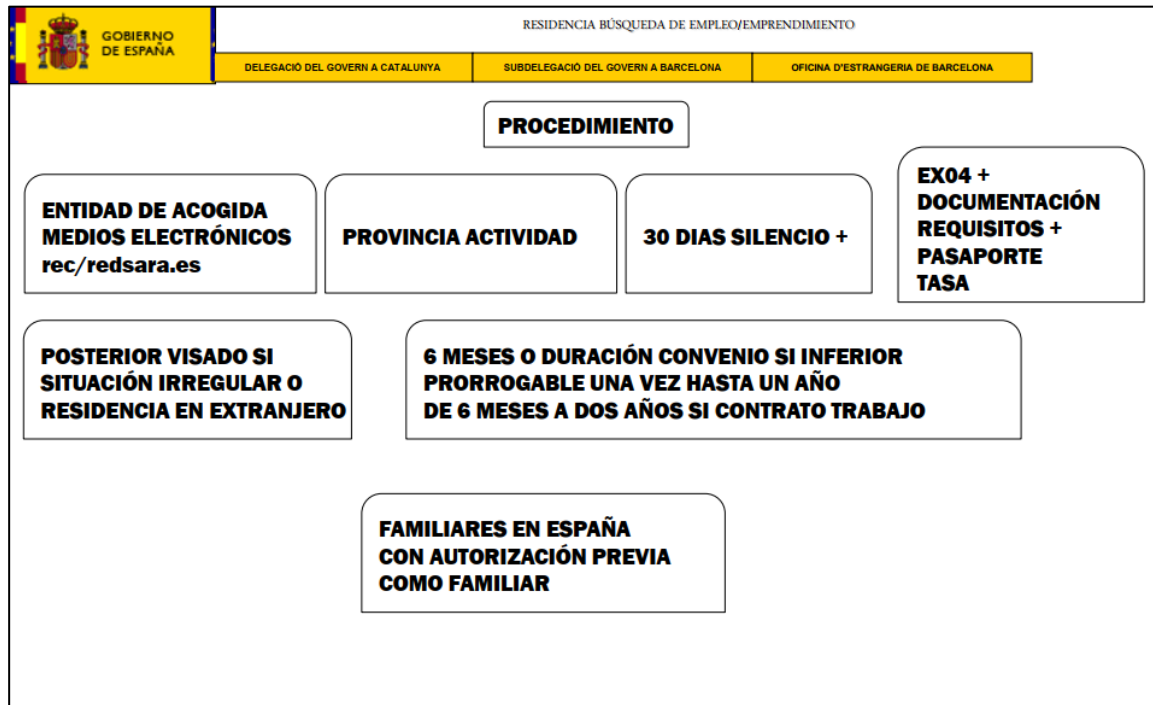 GOBIERNO
DE ESPAÑA
RESIDENCIA BÚSQUEDA DE EMPLEO/EMPRENDIMIENTO
DELEGACIÓ DEL GOVERN A CATALUNYA
SUBDELEGACIÓ DEL GOVERN A BARCELONA
OFICINA D'ESTRANGERIA DE BARCELONA
PROCEDIMIENTO
ENTIDAD DE ACOGIDA
MEDIOS ELECTRÓNICOS
rec/redsara.es
PROVINCIA ACTIVIDAD
30 DIAS SILENCIO +
EX04 +
DOCUMENTACIÓN
REQUISITOS +
PASAPORTE
TASA
POSTERIOR VISADO SI
SITUACIÓN IRREGULAR O
RESIDENCIA EN EXTRANJERO
6 MESES O DURACIÓN CONVENIO SI INFERIOR
PRORROGABLE UNA VEZ HASTA UN AÑO
DE 6 MESES A DOS AÑOS SI CONTRATO TRABAJO
FAMILIARES EN ESPAÑA
CON AUTORIZACIÓN PREVIA
COMO FAMILIAR